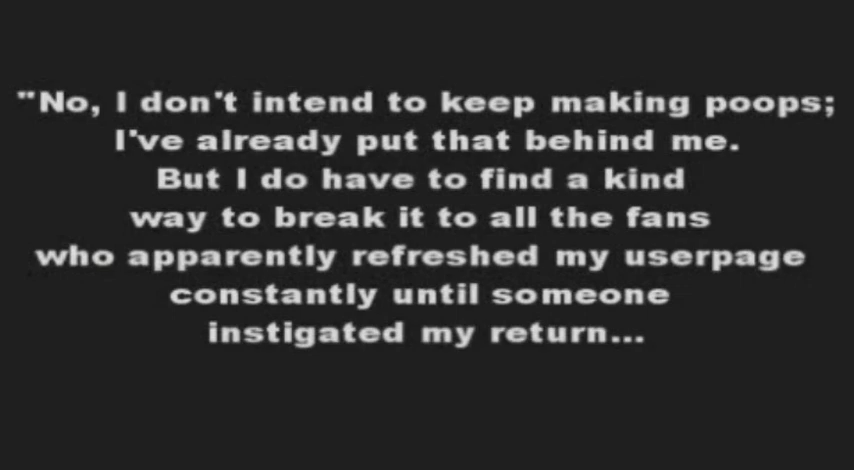 "No, I don't intend to keep making poops;
I've already put that behind me.
But I do have to find a kind
way to break it to all the fans
who apparently refreshed my userpage
constantly until someone
instigated my return...